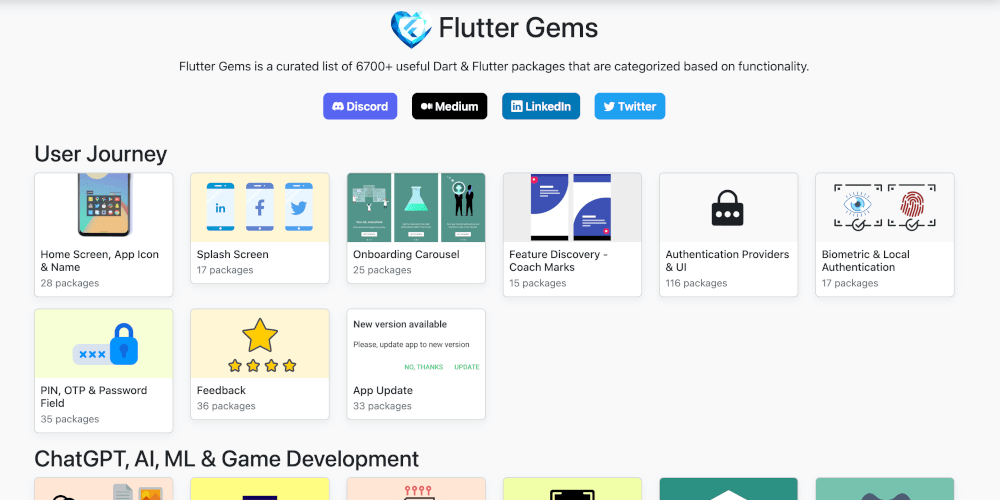 Flutter Gems
Flutter Gems is a curated list of 6700+ useful Dart & Flutter packages that are categorized based on functionality.
Discord
Medium
LinkedIn
Twitter
User Journey
Home Screen, App Icon
& Name
28 packages
in
Splash Screen
17 packages
Onboarding Carousel
25 packages
Feature Discovery -
Coach Marks
15 packages
Authentication Providers
& UI
116 packages
Biometric & Local
Authentication
17 packages
PIN, OTP & Password
Field
35 packages
Feedback
36 packages
New version available
Please, update app to new version
NO, THANKS UPDATE
App Update
33 packages
ChatGPT, AI, ML & Game Development